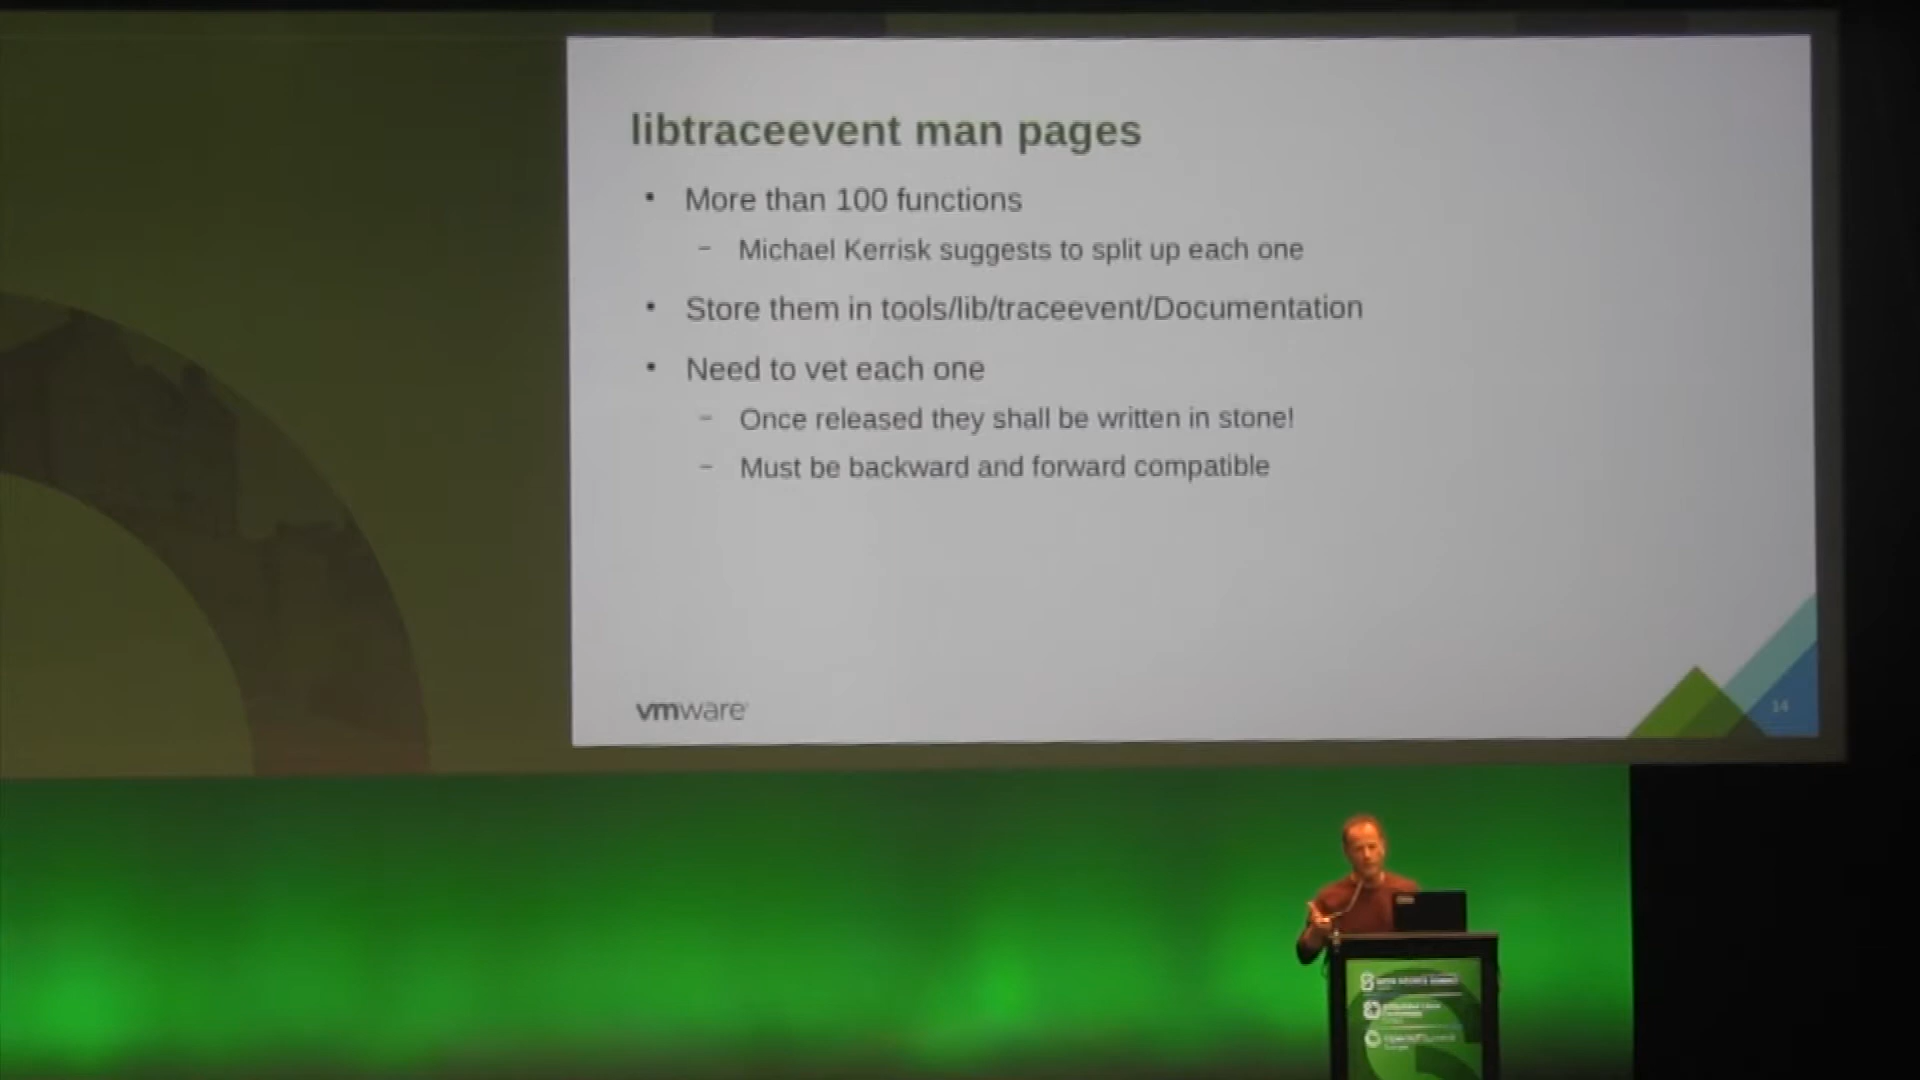 libtraceevent man pages
• More than 100 functions
– Michael Kerrisk suggests to split up each one
• Store them in tools/lib/traceevent/Documentation
• Need to vet each one
– Once released they shall be written in stone!
– Must be backward and forward compatible
vmware
14